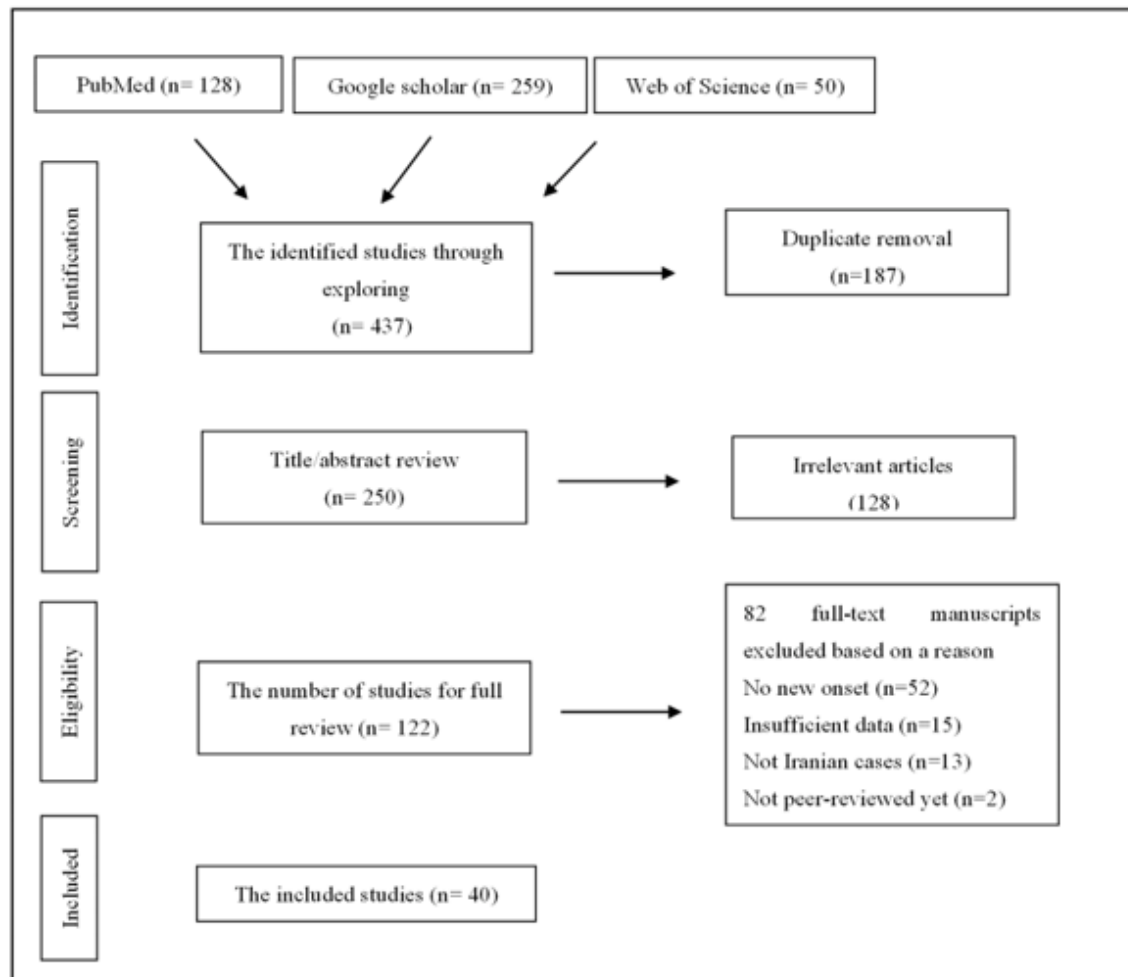 PubMed (n= 128)
Google scholar (n= 259)
Web of Science (n= 50)
Identification
The identified studies through
exploring
(n= 437)
Duplicate removal
(n=187)
Screening
Title/abstract review
(n= 250)
Irrelevant articles
(128)
Eligibility
The number of studies for full
review (n= 122)
82 full-text manuscripts
excluded based on a reason
No new onset (n=52)
Insufficient data (n=15)
Not Iranian cases (n=13)
Not peer-reviewed yet (n=2)
Included
The included studies (n= 40)